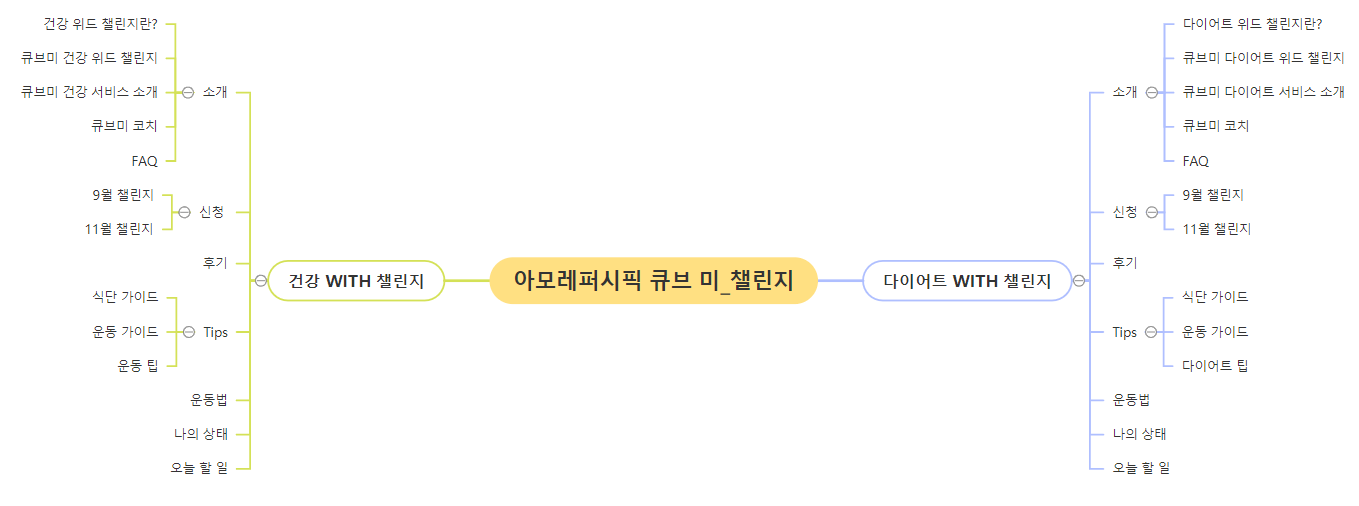 아모레퍼시픽 큐브 미_챌린지
건강 WITH 챌린지
소개
건강 위드 챌린지란?
큐브미 건강 위드 챌린지
큐브미 건강 서비스 소개
큐브미 코치
FAQ
신청
9월 챌린지
11월 챌린지
후기
Tips
식단 가이드
운동 가이드
운동 팁
운동법
나의 상태
오늘 할 일
다이어트 WITH 챌린지
소개
다이어트 위드 챌린지란?
큐브미 다이어트 위드 챌린지
큐브미 다이어트 서비스 소개
큐브미 코치
FAQ
신청
9월 챌린지
11월 챌린지
후기
Tips
식단 가이드
운동 가이드
다이어트 팁
운동법
나의 상태
오늘 할 일